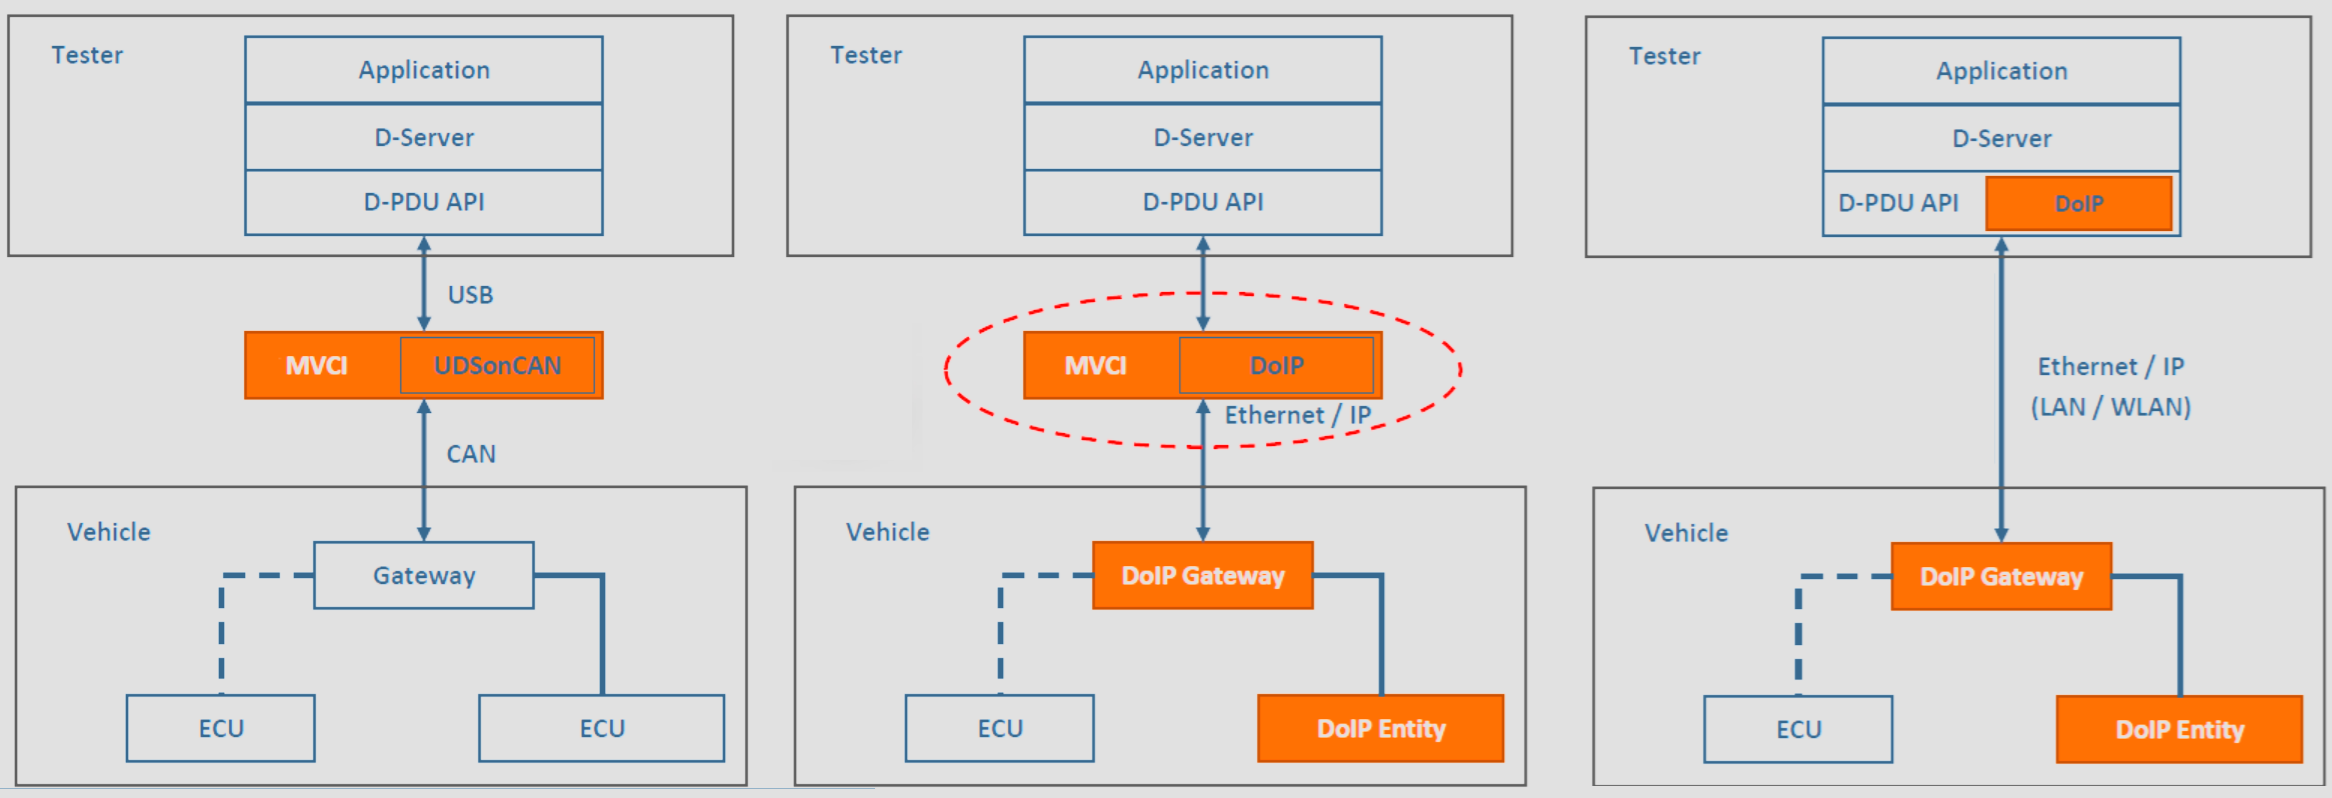 Tester
Application
D-Server
D-PDU API
USB
MVCI
UDSonCAN
CAN
Vehicle
Gateway
ECU
ECU
Tester
Application
D-Server
D-PDU API
MVCI
DoIP
Ethernet / IP
Vehicle
DoIP Gateway
ECU
DoIP Entity
Tester
Application
D-Server
D-PDU API
DoIP
Ethernet / IP
(LAN / WLAN)
Vehicle
DoIP Gateway
ECU
DoIP Entity